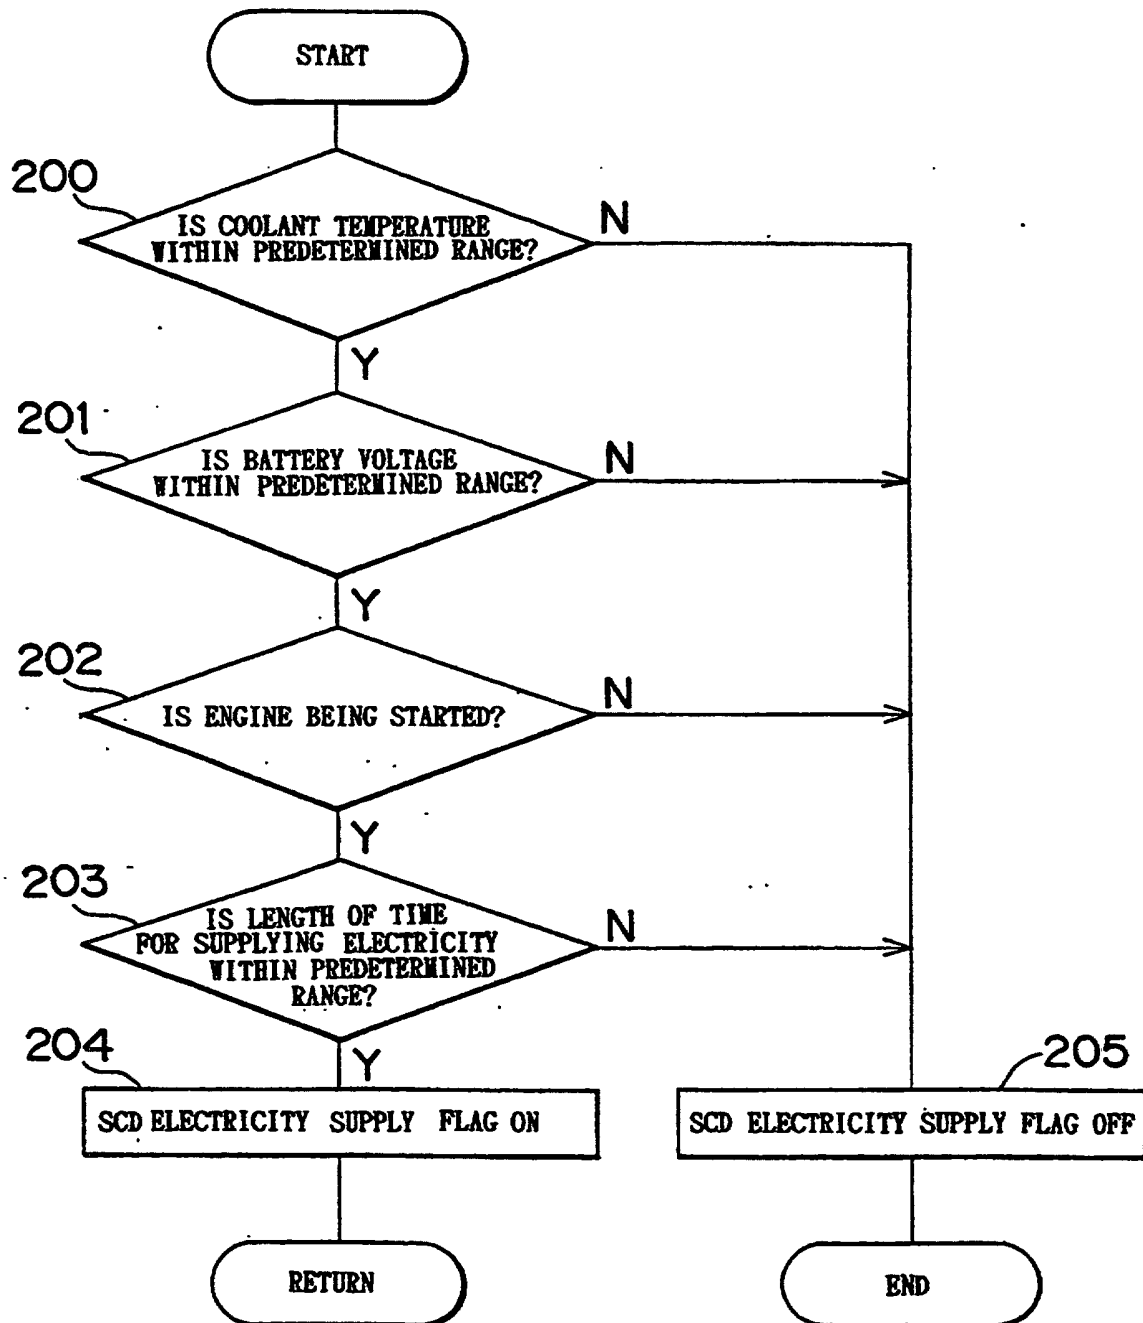 START
200
IS COOLANT TEMPERATURE
WITHIN PREDETERMINED RANGE?
N
Y
201
IS BATTERY VOLTAGE
WITHIN PREDETERMINED RANGE?
N
Y
202
IS ENGINE BEING STARTED?
N
Y
203
IS LENGTH OF TIME
FOR SUPPLYING ELECTRICITY
WITHIN PREDETERMINED
RANGE?
N
Y
204
SCD ELECTRICITY SUPPLY FLAG ON
205
SCD ELECTRICITY SUPPLY FLAG OFF
RETURN
END